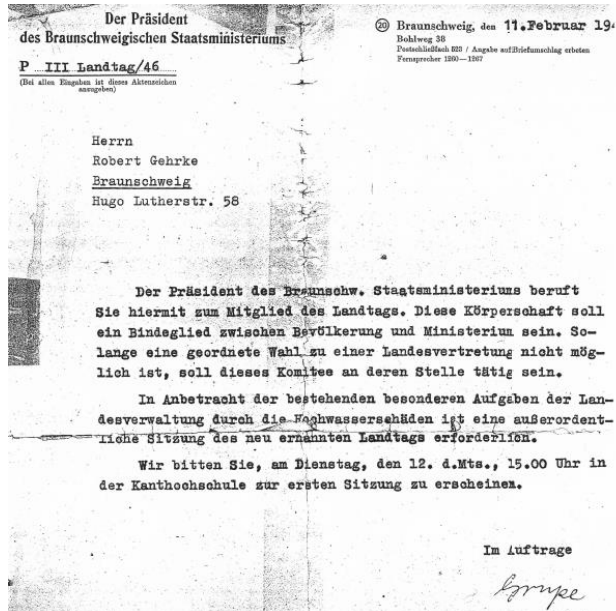 Der Präsident
des Braunschweigischen Staatsministeriums
P III Landtag/46
(Bei allen Eingaben ist dieses Aktenzeichen
anzugeben)
20 Braunschweig, den 11.Februar 194
Bohlweg 38
Postschließfach 523 / Angabe auf Briefumschlag erbeten
Fernsprecher 1260—1267
Herrn
Robert Gehrke
Braunschweig
Hugo Lutherstr. 58
Der Präsident des Braunschw. Staatsministeriums beruft
Sie hiermit zum Mitglied des Landtags. Diese Körperschaft soll
ein Bindeglied zwischen Bevölkerung und Ministerium sein. So-
lange eine geordnete Wahl zu einer Landesvertretung nicht mög-
lich ist, soll dieses Komitee an deren Stelle tätig sein.
In Anbetracht der bestehenden besonderen Aufgaben der Lan-
desverwaltung durch die Hochwasserschäden ist eine außerordent-
liche Sitzung des neu ernannten Landtags erforderlich.
Wir bitten Sie, am Dienstag, den 12. d.Mts., 15.00 Uhr in
der Kanthochschule zur ersten Sitzung zu erscheinen.
Im Auftrage
Grupe